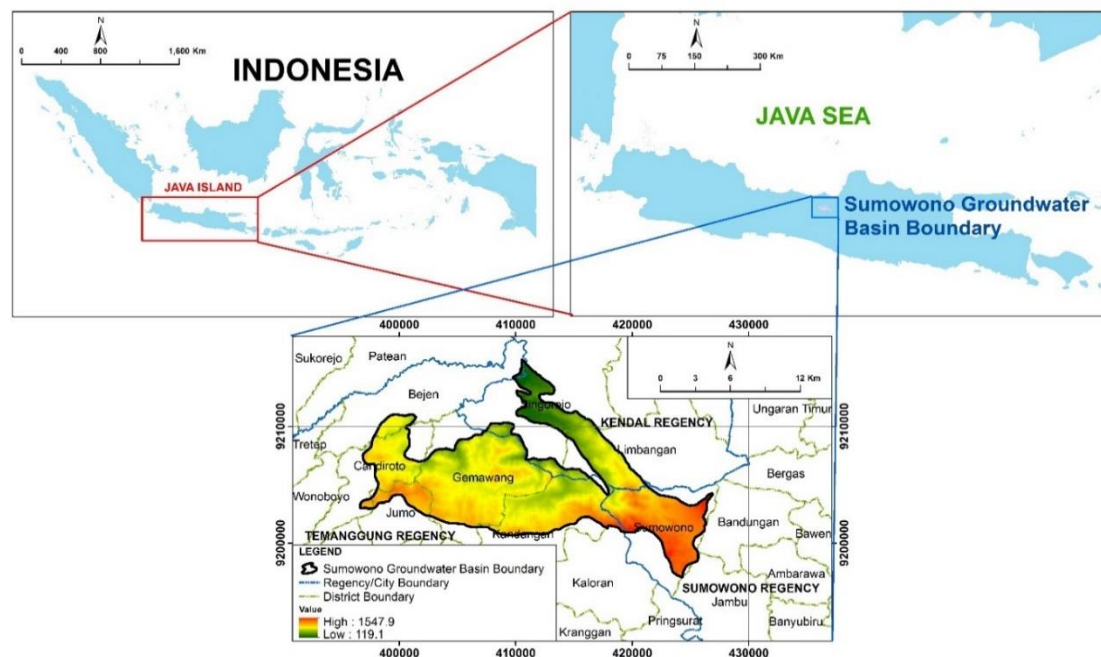 N
0 400 800 1,600 Km
INDONESIA
JAVA ISLAND
N
0 75 150 300 Km
JAVA SEA
Sumowono Groundwater
Basin Boundary
400000 410000 420000 430000
N
0 3 6 12 Km
Sukorejo
Patean
Bejen
Ungaran Timur
KENDAL REGENCY
9210000
9210000
Tretep
Limbangan
Candiroto
Gemawang
Bergas
Wonoboyo
Jumo
Sumowono
Bandungan
Bawen
TEMANGGUNG REGENCY
Kandangan
9200000
9200000
LEGEND
Sumowono Groundwater Basin Boundary
Regency/City Boundary
District Boundary
Value
High : 1547.9
Low : 119.1
Kaloran
Ambarawa
SUMOWONO REGENCY
Jambu
Kranggan
Pringsurat
Banyubiru
400000 410000 420000 430000